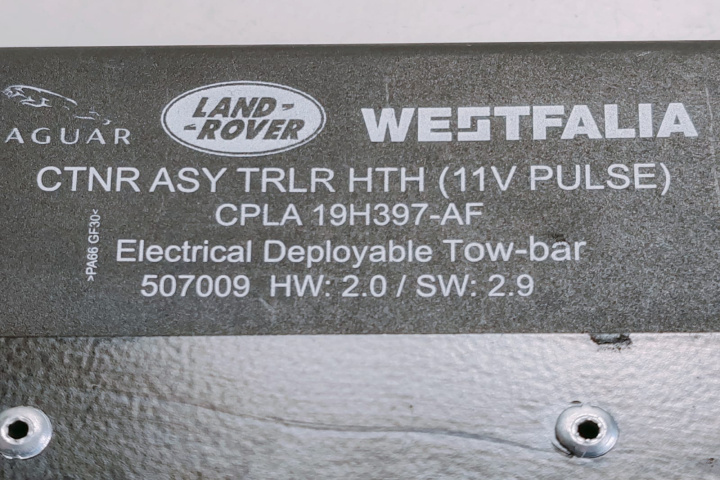 AGUAR
LAND-
-ROVER
WESTFALIA
CTNR ASY TRLR HTH (11V PULSE)
CPLA 19H397-AF
>PA66 GF30<
Electrical Deployable Tow-bar
507009 HW: 2.0 / SW: 2.9